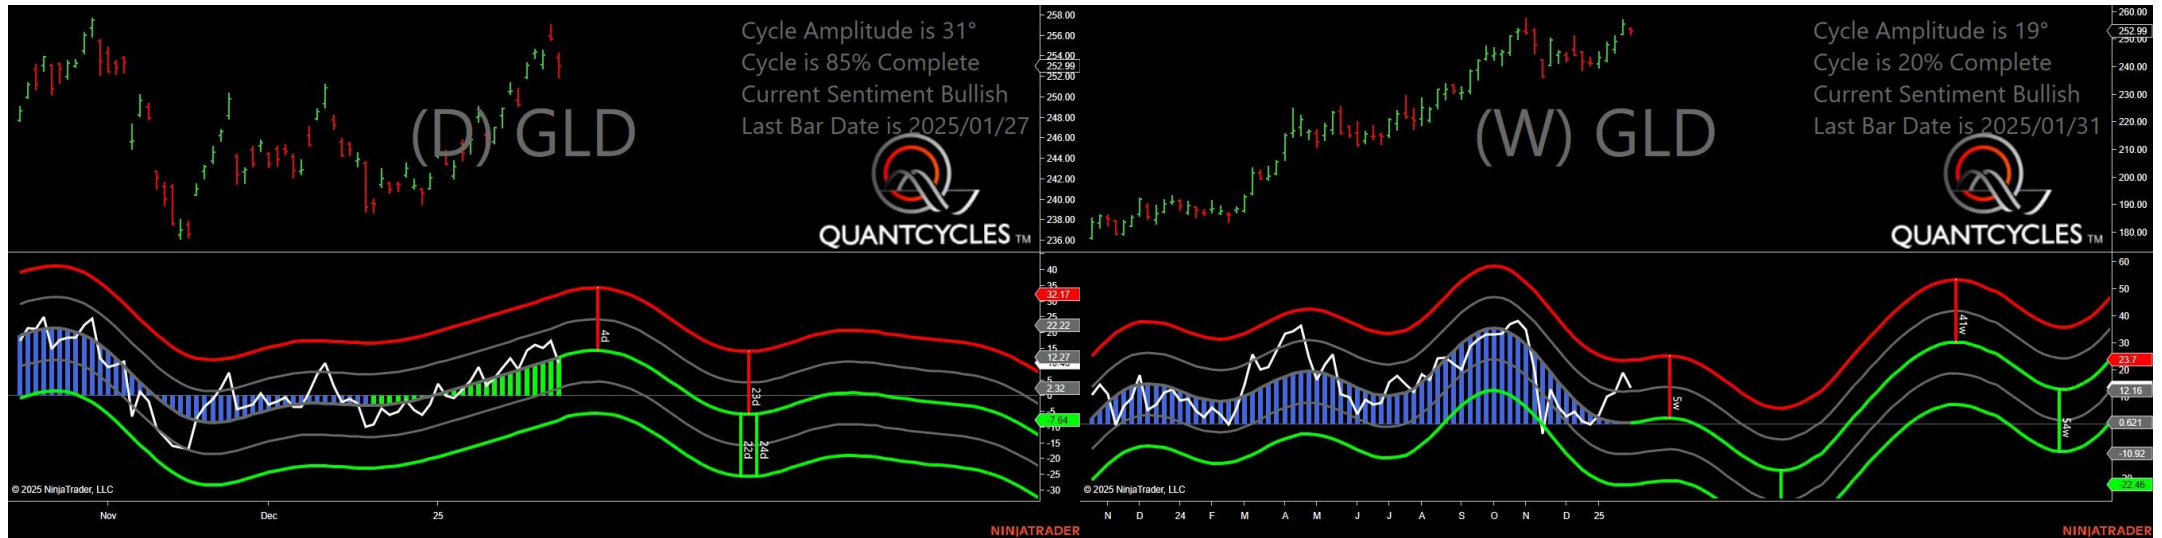 Cycle Amplitude is 31°
Cycle is 85% Complete
Current Sentiment Bullish
Last Bar Date is 2025/01/27
(D) GLD
QUANTCYCLES TM
258.00
256.00
254.00
252.99
252.00
250.00
248.00
246.00
244.00
242.00
240.00
238.00
236.00
40
35
32.17
30
25
22.22
20
15
12.27
5
2.32
0
-5
-7.64
-10
-15
-20
-25
-30
4d
23d
22d
24d
© 2025 NinjaTrader, LLC
Nov Dec 25
NINJATRADER
Cycle Amplitude is 19°
Cycle is 20% Complete
Current Sentiment Bullish
Last Bar Date is 2025/01/31
(W) GLD
QUANTCYCLES TM
260.00
252.99
250.00
240.00
230.00
220.00
210.00
200.00
190.00
180.00
60
50
40
30
23.7
20
12.16
10
0.621
-10.92
-22.46
5w
41w
54w
© 2025 NinjaTrader, LLC
N D 24 F M A M J J A S O N D 25
NINJATRADER